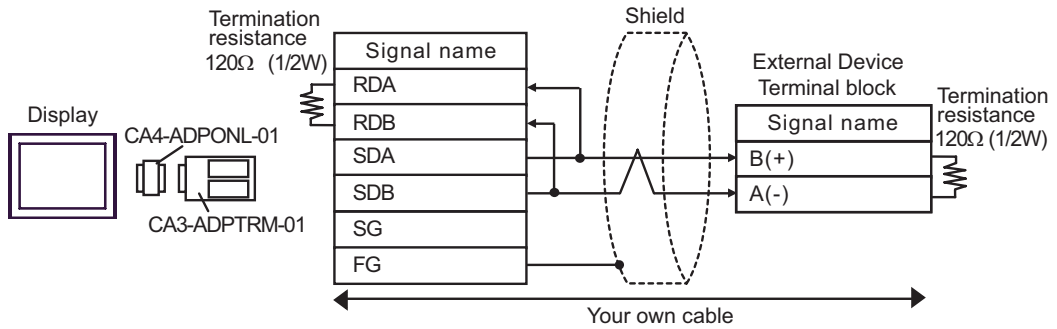 Display
CA4-ADPONL-01
CA3-ADPTRM-01
Termination
resistance
120Ω (1/2W)
Signal name
RDA
RDB
SDA
SDB
SG
FG
Shield
External Device
Terminal block
Signal name
B(+)
A(-)
Termination
resistance
120Ω (1/2W)
Your own cable